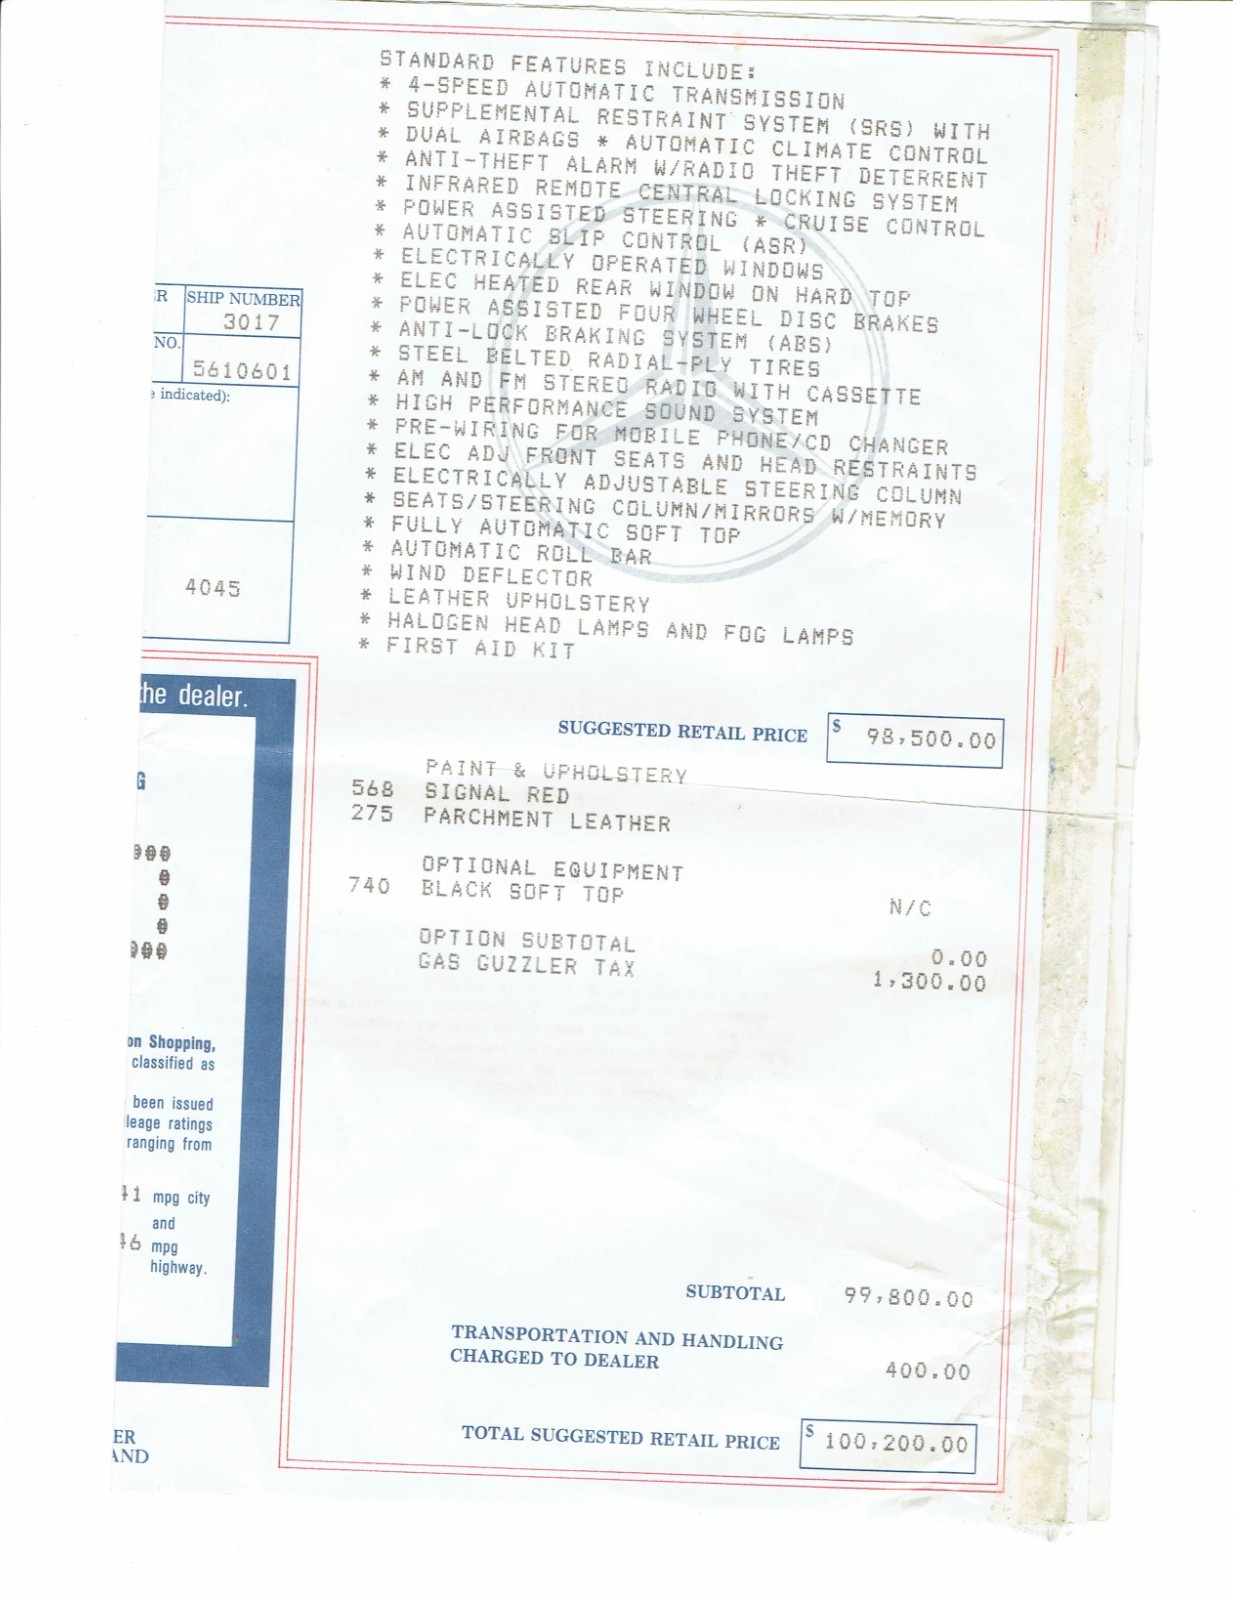 STANDARD FEATURES INCLUDE:
* 4-SPEED AUTOMATIC TRANSMISSION
* SUPPLEMENTAL RESTRAINT SYSTEM (SRS) WITH
* DUAL AIRBAGS * AUTOMATIC CLIMATE CONTROL
* ANTI-THEFT ALARM W/RADIO THEFT DETERRENT
* INFRARED REMOTE CENTRAL LOCKING SYSTEM
* POWER ASSISTED STEERING * CRUISE CONTROL
* AUTOMATIC SLIP CONTROL (ASR)
* ELECTRICALLY OPERATED WINDOWS
* ELEC HEATED REAR WINDOW ON HARD TOP
* POWER ASSISTED FOUR WHEEL DISC BRAKES
* ANTI-LOCK BRAKING SYSTEM (ABS)
* STEEL BELTED RADIAL-PLY TIRES
* AM AND FM STEREO RADIO WITH CASSETTE
* HIGH PERFORMANCE SOUND SYSTEM
* PRE-WIRING FOR MOBILE PHONE/CD CHANGER
* ELEC ADJ FRONT SEATS AND HEAD RESTRAINTS
* ELECTRICALLY ADJUSTABLE STEERING COLUMN
* SEATS/STEERING COLUMN/MIRRORS W/MEMORY
* FULLY AUTOMATIC SOFT TOP
* AUTOMATIC ROLL BAR
* WIND DEFLECTOR
* LEATHER UPHOLSTERY
* HALOGEN HEAD LAMPS AND FOG LAMPS
* FIRST AID KIT
R SHIP NUMBER
3017
NO.
5610601
indicated):
4045
the dealer.
G
SUGGESTED RETAIL PRICE $ 98,500.00
PAINT & UPHOLSTERY
568 SIGNAL RED
275 PARCHMENT LEATHER
OPTIONAL EQUIPMENT
740 BLACK SOFT TOP N/C
OPTION SUBTOTAL 0.00
GAS GUZZLER TAX 1,300.00
on Shopping,
classified as
been issued
leage ratings
ranging from
mpg city
and
mpg
highway.
SUBTOTAL 99,800.00
TRANSPORTATION AND HANDLING
CHARGED TO DEALER 400.00
TOTAL SUGGESTED RETAIL PRICE $ 100,200.00
ER
AND